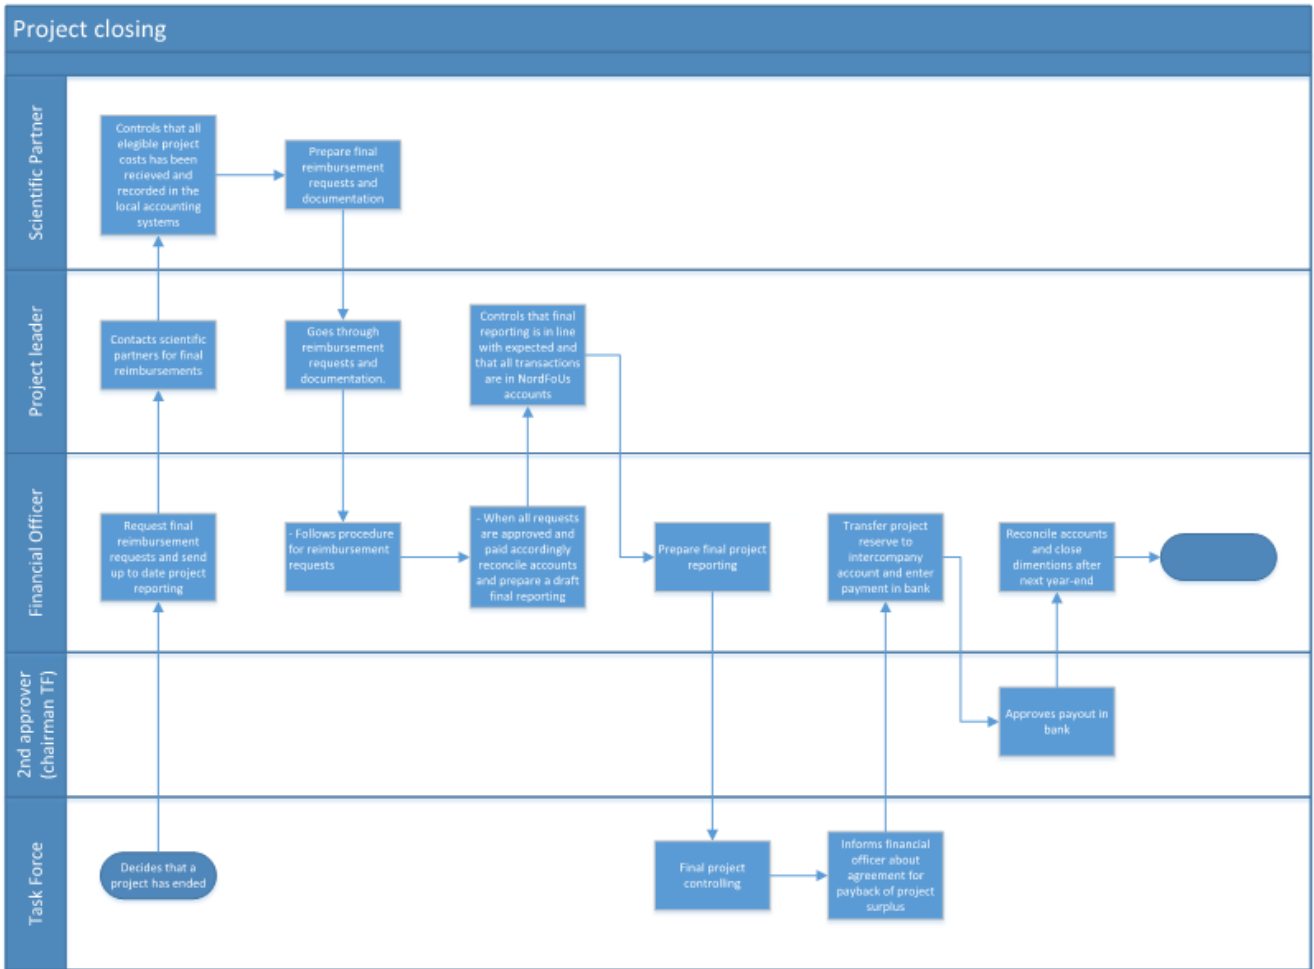 Project closing
Scientific Partner
Controls that all
elegible project
costs has been
recieved and
recorded in the
local accounting
systems
Prepare final
reimbursement
requests and
documentation
Project leader
Contacts scientific
partners for final
reimbursements
Goes through
reimbursement
requests and
documentation.
Controls that final
reporting is in line
with expected and
that all transactions
are in NordFoUs
accounts
Financial Officer
Request final
reimbursement
requests and send
up to date project
reporting
- Follows procedure
for reimbursement
requests
- When all requests
are approved and
paid accordingly
reconcile accounts
and prepare a draft
final reporting
Prepare final project
reporting
Transfer project
reserve to
intercompany
account and enter
payment in bank
Reconcile accounts
and close
dimentions after
next year-end
2nd approver
(chairman TF)
Approves payout in
bank
Task Force
Decides that a
project has ended
Final project
controlling
Informs financial
officer about
agreement for
payback of project
surplus